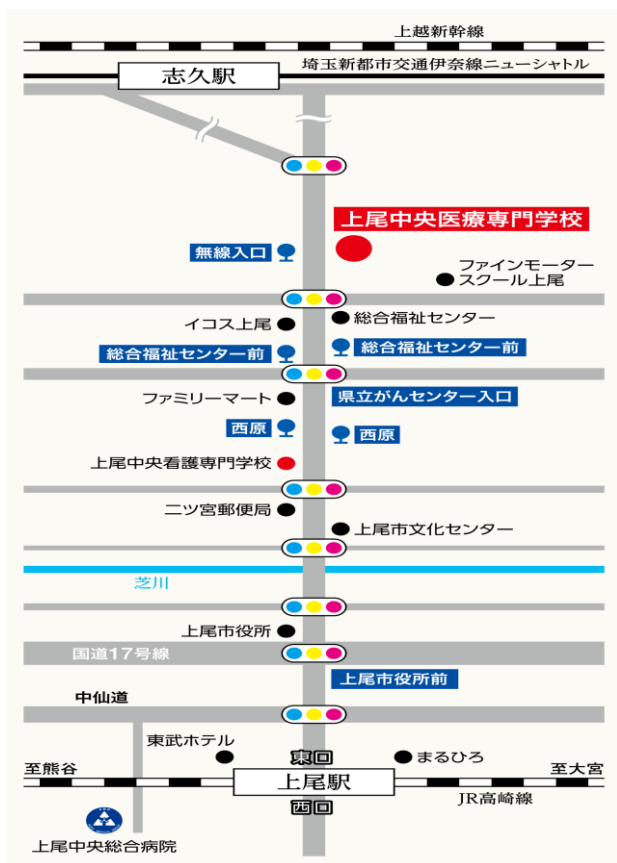 上越新幹線
志久駅
埼玉新都市交通伊奈線ニューシャトル
上尾中央医療専門学校
無線入口
ファインモーター
スクール上尾
イコス上尾
総合福祉センター
総合福祉センター前
総合福祉センター前
ファミリーマート
県立がんセンター入口
西原
西原
上尾中央看護専門学校
二ツ宮郵便局
上尾市文化センター
芝川
上尾市役所
国道17号線
上尾市役所前
中仙道
東武ホテル
東口
まるひろ
至熊谷
上尾駅
至大宮
JR高崎線
西口
上尾中央総合病院